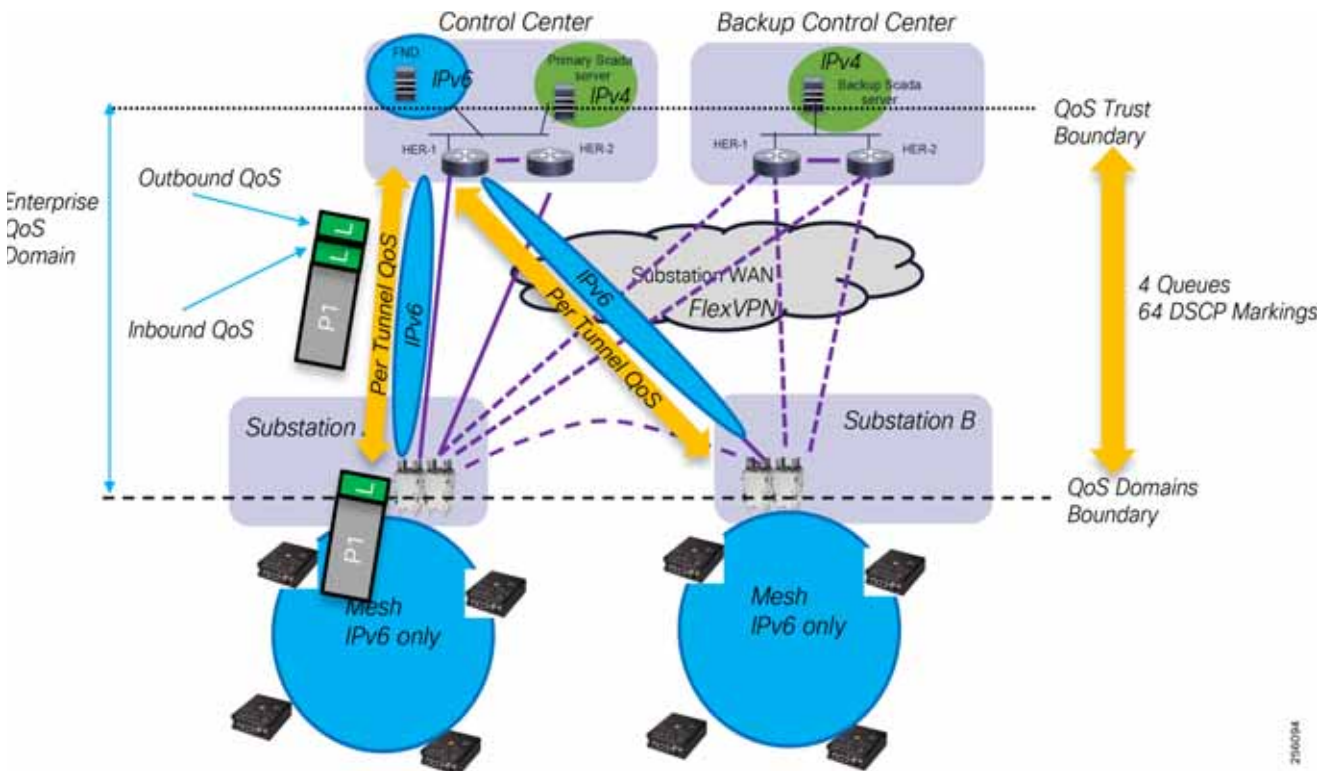 Control Center
Backup Control Center
FND
IPv6
Primary Scada
server
IPv4
IPv4
Backup Scada
server
QoS Trust
Boundary
HER-1
HER-2
HER-1
HER-2
Outbound QoS
Enterprise
QoS
Domain
Inbound QoS
L
L
P1
Per Tunnel QoS
IPv6
IPv6
Per Tunnel QoS
Substation WAN
FlexVPN
4 Queues
64 DSCP Markings
Substation
Substation B
L
P1
QoS Domains
Boundary
Mesh
IPv6 only
Mesh
IPv6 only
256094